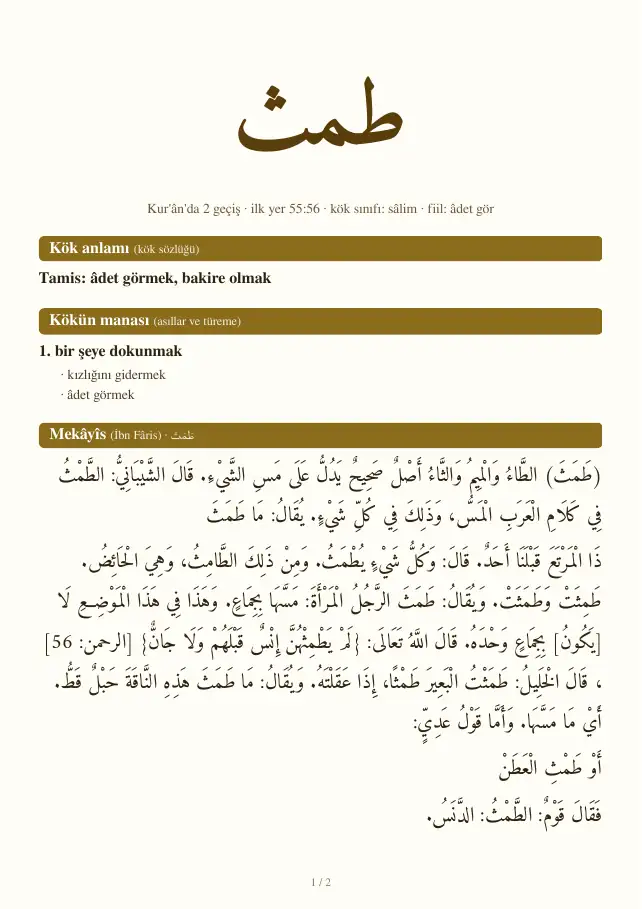 طمث
Kur'ân'da 2 geçiş · ilk yer 55:56 · kök sınıfı: sâlim · fiil: âdet gör
Kök anlamı (kök sözlüğü)
Tamis: âdet görmek, bakire olmak
Kökün manası (asıllar ve türeme)
1. bir şeye dokunmak
· kızlığını gidermek
· âdet görmek
Mekâyîs (İbn Fâris) · طَمَثَ
(طَمَثَ) الطَّاءُ وَالْمِيمُ وَالثَّاءُ أَصْلٌ صَحِيحٌ يَدُلُّ عَلَى مَسِ الشَّيْءِ. قَالَ الشَّيْبَانِيُّ: الطَّمْثُ
فِي كَلَامِ الْعَرَبِ الْمَسُّ، وَذَلِكَ فِي كُلِّ شَيْءٍ. يُقَالُ: مَا طَمَثَ
ذَا الْمَرْتَعَ قَبْلَنَا أَحَدٌ. قَالَ: وَكُلُّ شَيْءٍ يُطْمَثُ. وَمِنْ ذَلِكَ الطَّامِثُ، وَهِيَ الْحَائِضُ.
طَمِثَتْ وَطَمَثَتْ. وَيُقَالُ: طَمَثَ الرَّجُلُ الْمَرْأَةَ: مَسَّهَا بِجِمَاعٍ. وَهَذَا فِي هَذَا الْمَوْضِعِ لَا
[يَكُونُ] بِجِمَاعٍ وَحْدَهُ. قَالَ اللَّهُ تَعَالَى: {لَمْ يَطْمِثْهُنَّ إِنْسٌ قَبْلَهُمْ وَلَا جَانٌّ} [الرحمن: 56]
، قَالَ الْخَلِيلُ: طَمَثْتُ الْبَعِيرَ طَمْثًا، إِذَا عَقَلْتَهُ. وَيُقَالُ: مَا طَمَثَ هَذِهِ النَّاقَةَ حَبْلٌ قَطُّ.
أَيْ مَا مَسَّهَا. وَأَمَّا قَوْلُ عَدِيٍّ:
أَوْ طَمْثِ الْعَطَنْ
فَقَالَ قَوْمٌ: الطَّمْثُ: الدَّنَسُ.
1 / 2